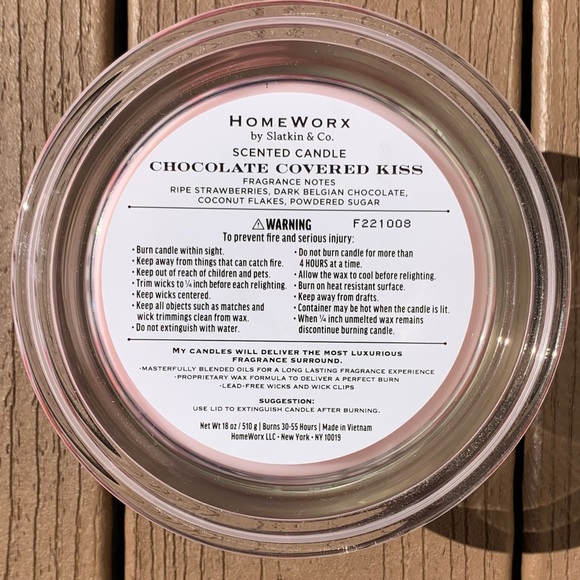 HOMEWORX
by Slatkin & Co.
SCENTED CANDLE
CHOCOLATE COVERED KISS
FRAGRANCE NOTES
RIPE STRAWBERRIES, DARK BELGIAN CHOCOLATE,
COCONUT FLAKES, POWDERED SUGAR
⚠WARNING F221008
To prevent fire and serious injury:
• Burn candle within sight.
• Keep away from things that can catch fire.
• Keep out of reach of children and pets.
• Trim wicks to ¼ inch before each relighting.
• Keep wicks centered.
• Keep all objects such as matches and
wick trimmings clean from wax.
• Do not extinguish with water.
• Do not burn candle for more than
4 HOURS at a time.
• Allow the wax to cool before relighting.
• Burn on heat resistant surface.
• Keep away from drafts.
• Container may be hot when the candle is lit.
• When ¼ inch unmelted wax remains
discontinue burning candle.
MY CANDLES WILL DELIVER THE MOST LUXURIOUS
FRAGRANCE SURROUND.
•MASTERFULLY BLENDED OILS FOR A LONG LASTING FRAGRANCE EXPERIENCE
•PROPRIETARY WAX FORMULA TO DELIVER A PERFECT BURN
•LEAD-FREE WICKS AND WICK CLIPS
SUGGESTION:
USE LID TO EXTINGUISH CANDLE AFTER BURNING.
Net Wt 18 oz / 510 g | Burns 30-55 Hours | Made in Vietnam
HomeWorx LLC • New York • NY 10019